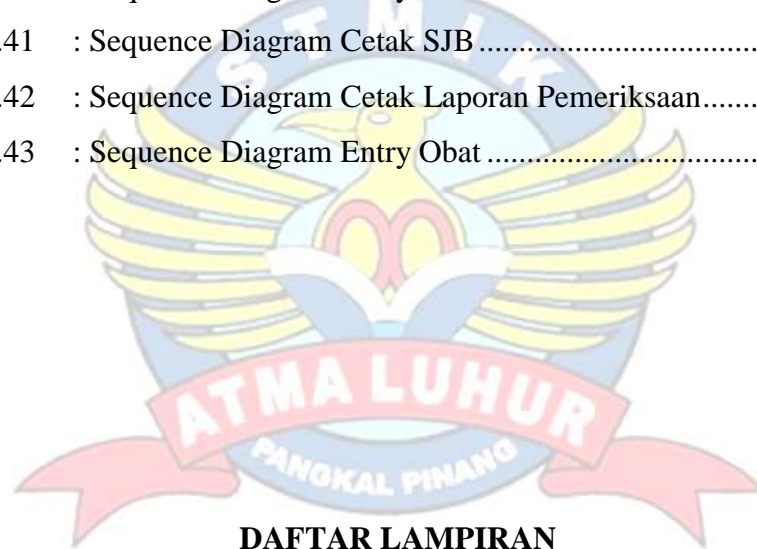 .41 : Sequence Diagram Cetak SJB
.42 : Sequence Diagram Cetak Laporan Pemeriksaan
.43 : Sequence Diagram Entry Obat
STMIK
ATMA LUHUR
PANGKAL PINANG
DAFTAR LAMPIRAN